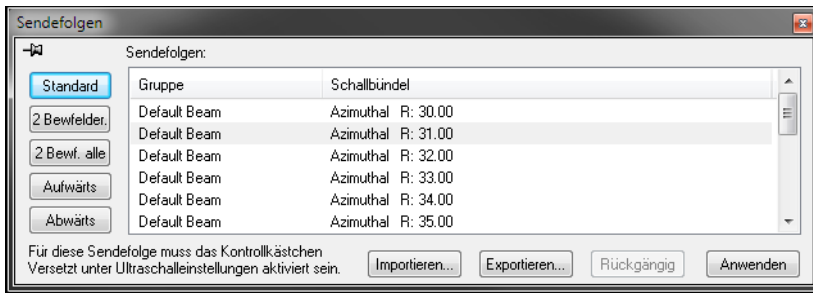 Sendefolgen
Sendefolgen:
Standard
2 Bewfelder.
2 Bewf. alle
Aufwärts
Abwärts
Gruppe Schallbündel
Default Beam Azimuthal R: 30.00
Default Beam Azimuthal R: 31.00
Default Beam Azimuthal R: 32.00
Default Beam Azimuthal R: 33.00
Default Beam Azimuthal R: 34.00
Default Beam Azimuthal R: 35.00
Für diese Sendefolge muss das Kontrollkästchen
Versetzt unter Ultraschalleinstellungen aktiviert sein.
Importieren... Exportieren... Rückgängig Anwenden